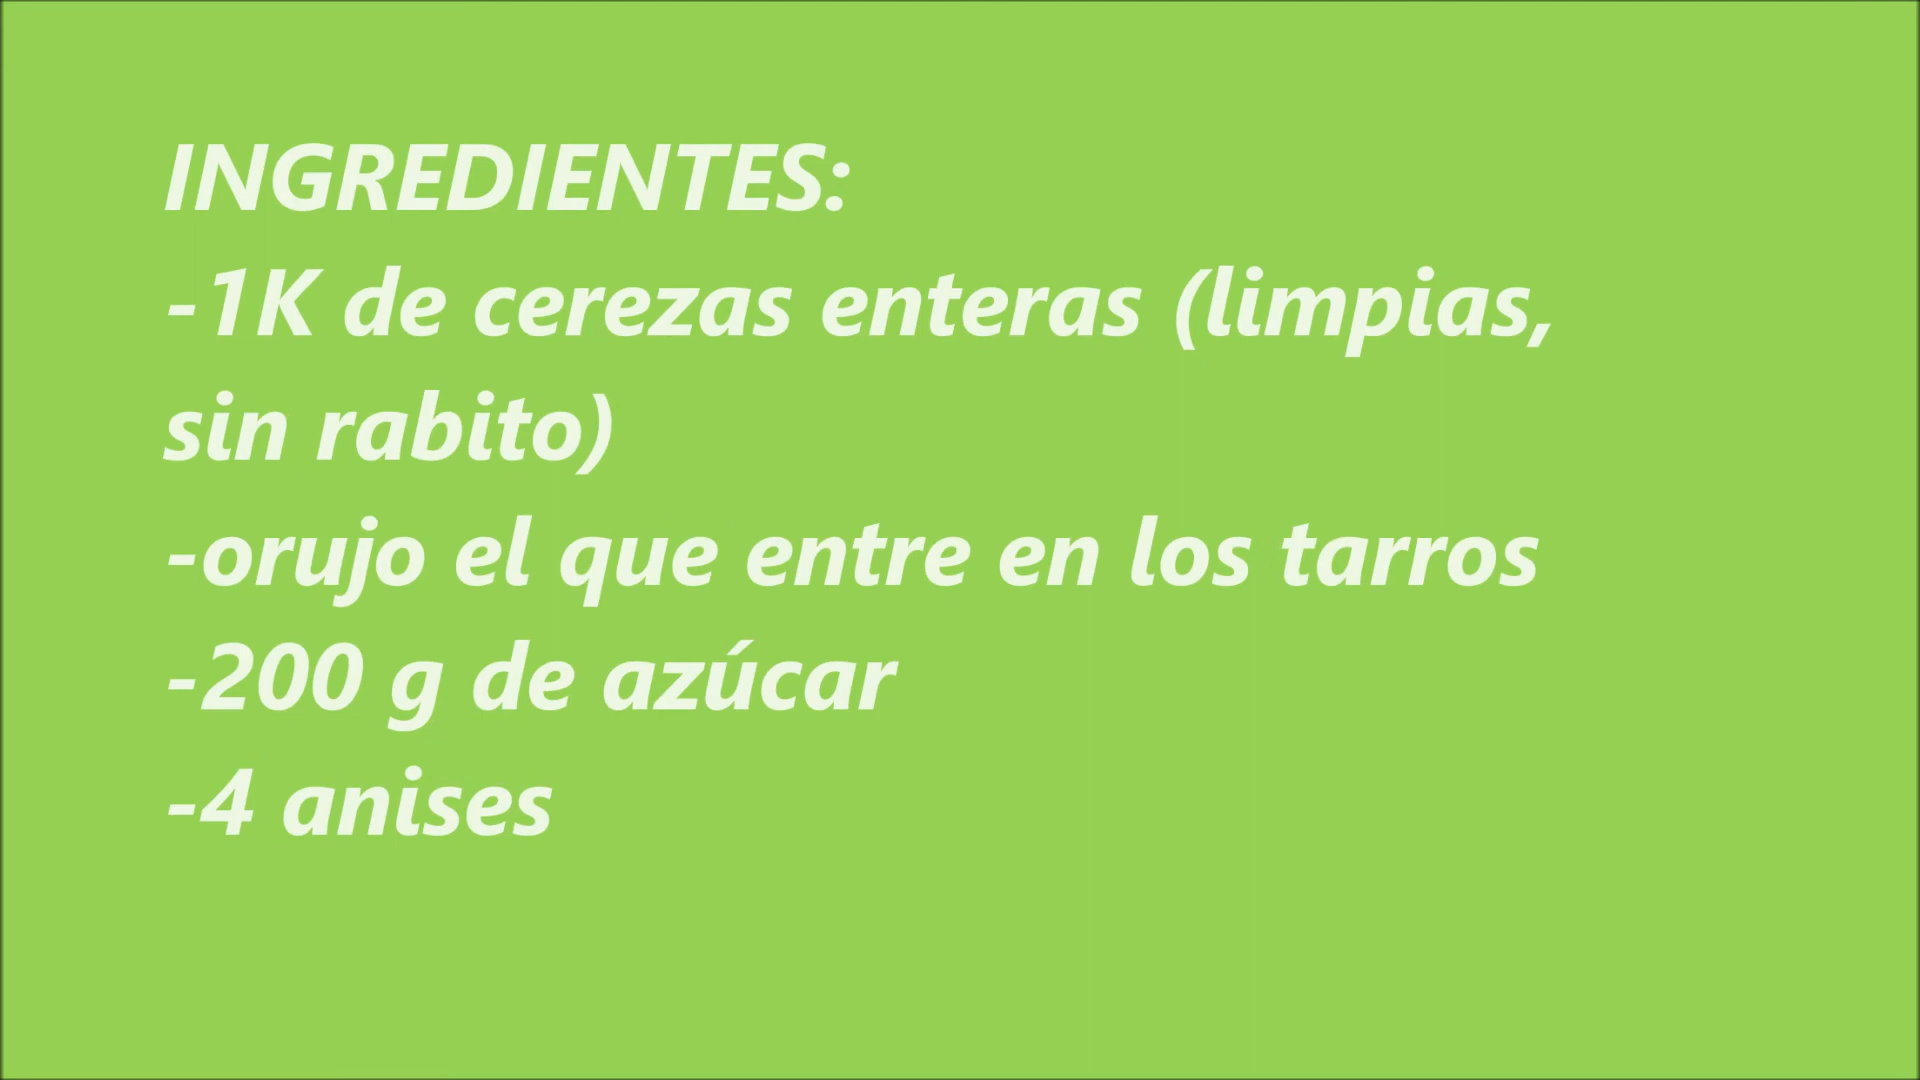 INGREDIENTES:
-1K de cerezas enteras (limpias,
sin rabito)
-orujo el que entre en los tarros
-200 g de azúcar
-4 anises